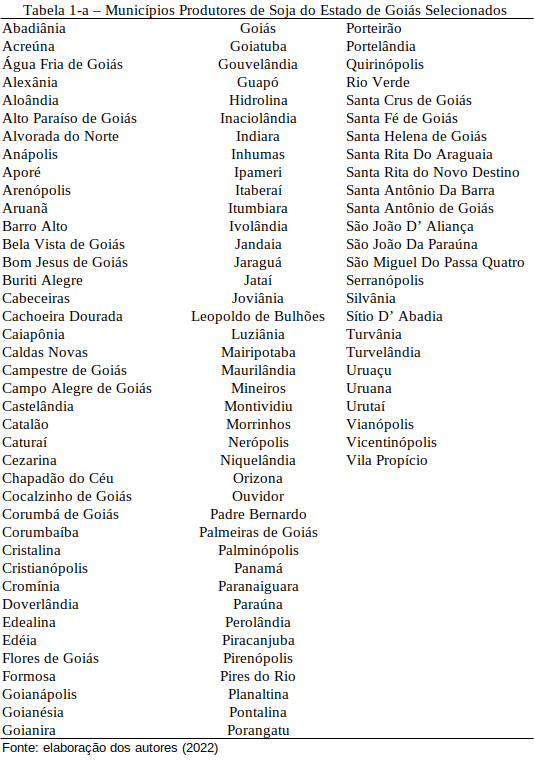 Tabela 1-a – Municípios Produtores de Soja do Estado de Goiás Selecionados
Abadiânia Goiás Porteirão
Acreúna Goiatuba Portelândia
Água Fria de Goiás Gouvelândia Quirinópolis
Alexânia Guapó Rio Verde
Aloândia Hidrolina Santa Crus de Goiás
Alto Paraíso de Goiás Inaciolândia Santa Fé de Goiás
Alvorada do Norte Indiara Santa Helena de Goiás
Anápolis Inhumas Santa Rita Do Araguaia
Aporé Ipameri Santa Rita do Novo Destino
Arenópolis Itaberaí Santa Antônio Da Barra
Aruanã Itumbiara Santa Antônio de Goiás
Barro Alto Ivolândia São João D’ Aliança
Bela Vista de Goiás Jandaia São João Da Paraúna
Bom Jesus de Goiás Jaraguá São Miguel Do Passa Quatro
Buriti Alegre Jataí Serranópolis
Cabeceiras Joviânia Silvânia
Cachoeira Dourada Leopoldo de Bulhões Sítio D’ Abadia
Caiapônia Luziânia Turvânia
Caldas Novas Mairipotaba Turvelândia
Campestre de Goiás Maurilândia Uruaçu
Campo Alegre de Goiás Mineiros Uruana
Castelândia Montividiu Urutaí
Catalão Morrinhos Vianópolis
Caturaí Nerópolis Vicentinópolis
Cezarina Niquelândia Vila Propício
Chapadão do Céu Orizona
Cocalzinho de Goiás Ouvidor
Corumbá de Goiás Padre Bernardo
Corumbaíba Palmeiras de Goiás
Cristalina Palminópolis
Cristianópolis Panamá
Cromínia Paranaiguara
Doverlândia Paraúna
Edealina Perolândia
Edéia Piracanjuba
Flores de Goiás Pirenópolis
Formosa Pires do Rio
Goianápolis Planaltina
Goianésia Pontalina
Goianira Porangatu
Fonte: elaboração dos autores (2022)